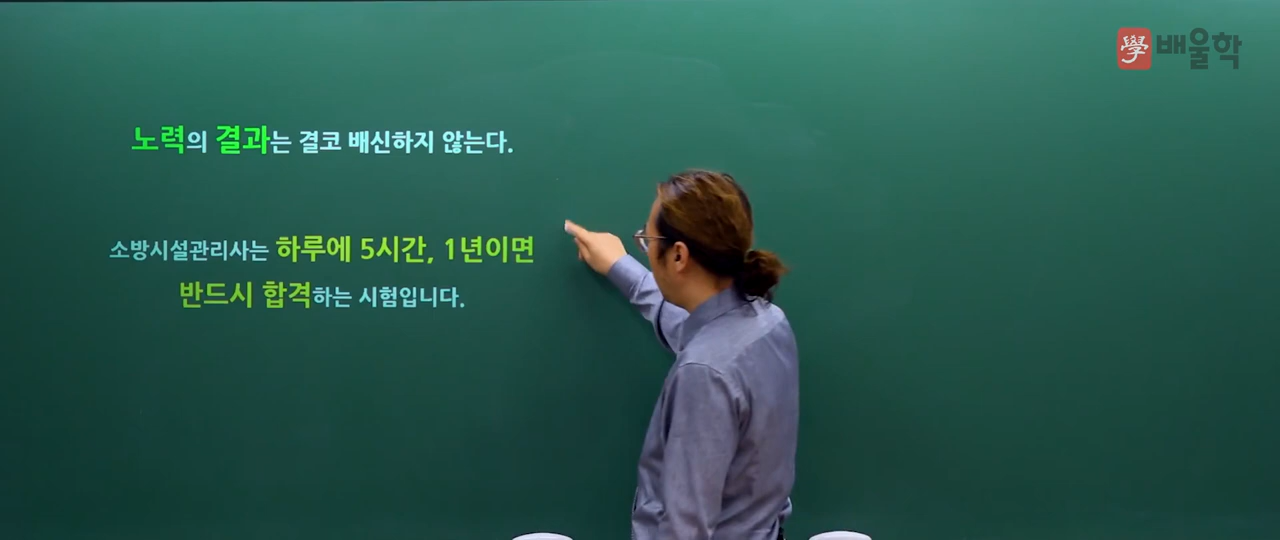 學 배울학
노력의 결과는 결코 배신하지 않는다.
소방시설관리사는 하루에 5시간, 1년이면
반드시 합격하는 시험입니다.